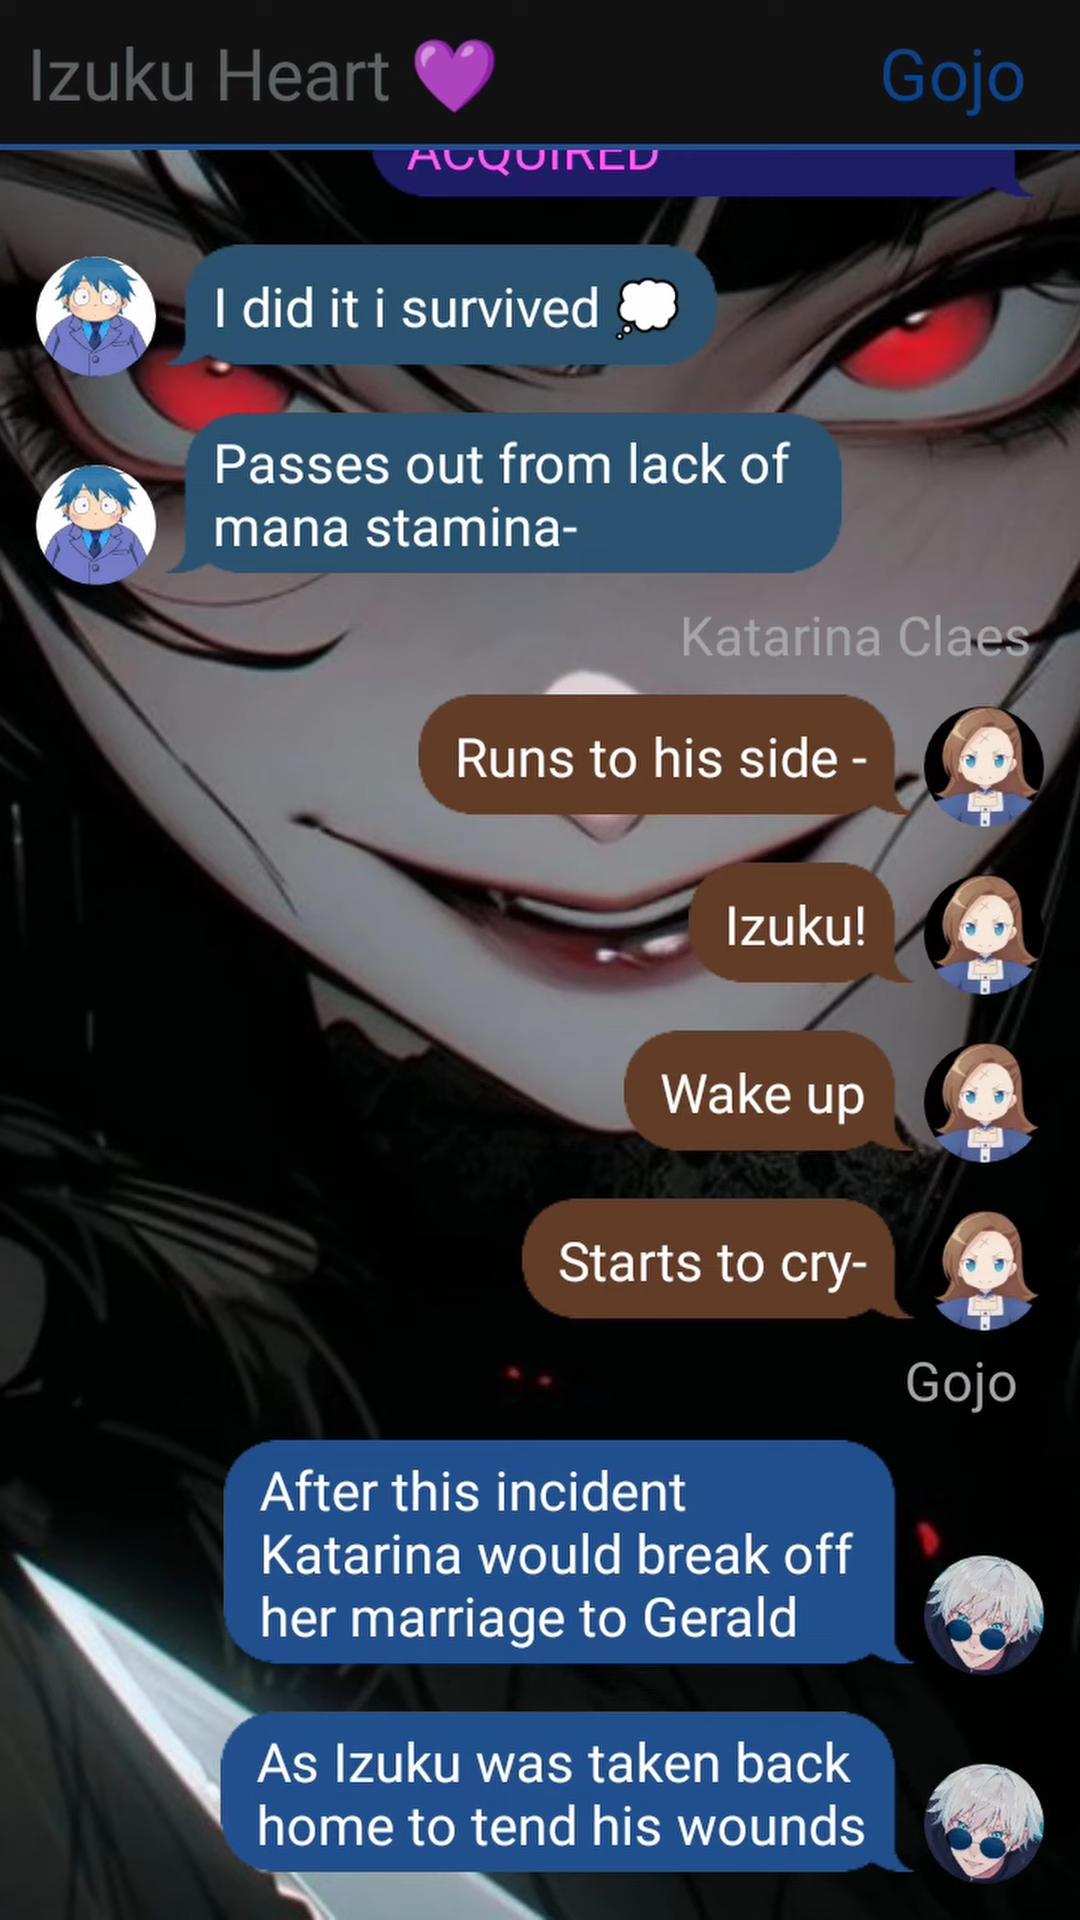 Izuku Heart 💜 Gojo
ACQUIRED
I did it i survived 💭
Passes out from lack of
mana stamina-
Katarina Claes
Runs to his side -
Izuku!
Wake up
Starts to cry-
Gojo
After this incident
Katarina would break off
her marriage to Gerald
As Izuku was taken back
home to tend his wounds